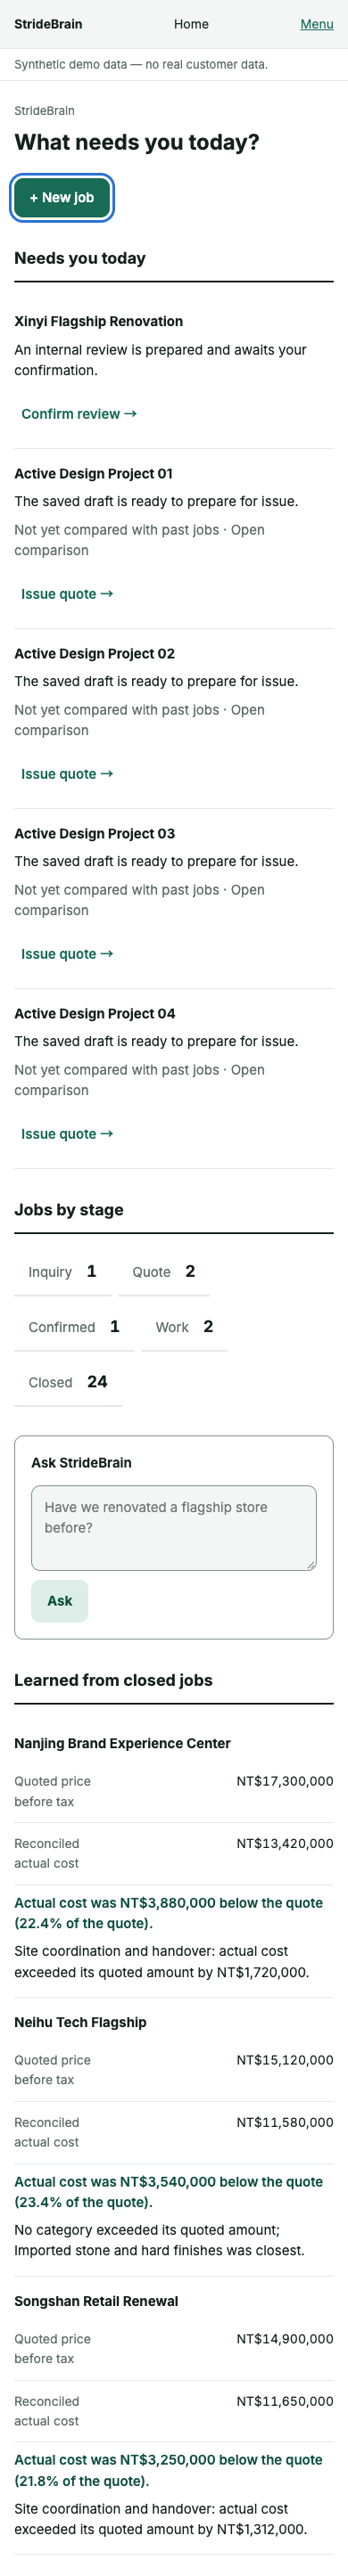 StrideBrain
Home
Menu
Synthetic demo data — no real customer data.
StrideBrain
What needs you today?
+ New job
Needs you today
Xinyi Flagship Renovation
An internal review is prepared and awaits your
confirmation.
Confirm review →
Active Design Project 01
The saved draft is ready to prepare for issue.
Not yet compared with past jobs · Open
comparison
Issue quote →
Active Design Project 02
The saved draft is ready to prepare for issue.
Not yet compared with past jobs · Open
comparison
Issue quote →
Active Design Project 03
The saved draft is ready to prepare for issue.
Not yet compared with past jobs · Open
comparison
Issue quote →
Active Design Project 04
The saved draft is ready to prepare for issue.
Not yet compared with past jobs · Open
comparison
Issue quote →
Jobs by stage
Inquiry 1
Quote 2
Confirmed 1
Work 2
Closed 24
Ask StrideBrain
Have we renovated a flagship store
before?
Ask
Learned from closed jobs
Nanjing Brand Experience Center
Quoted price
before tax
NT$17,300,000
Reconciled
actual cost
NT$13,420,000
Actual cost was NT$3,880,000 below the quote
(22.4% of the quote).
Site coordination and handover: actual cost
exceeded its quoted amount by NT$1,720,000.
Neihu Tech Flagship
Quoted price
before tax
NT$15,120,000
Reconciled
actual cost
NT$11,580,000
Actual cost was NT$3,540,000 below the quote
(23.4% of the quote).
No category exceeded its quoted amount;
Imported stone and hard finishes was closest.
Songshan Retail Renewal
Quoted price
before tax
NT$14,900,000
Reconciled
actual cost
NT$11,650,000
Actual cost was NT$3,250,000 below the quote
(21.8% of the quote).
Site coordination and handover: actual cost
exceeded its quoted amount by NT$1,312,000.